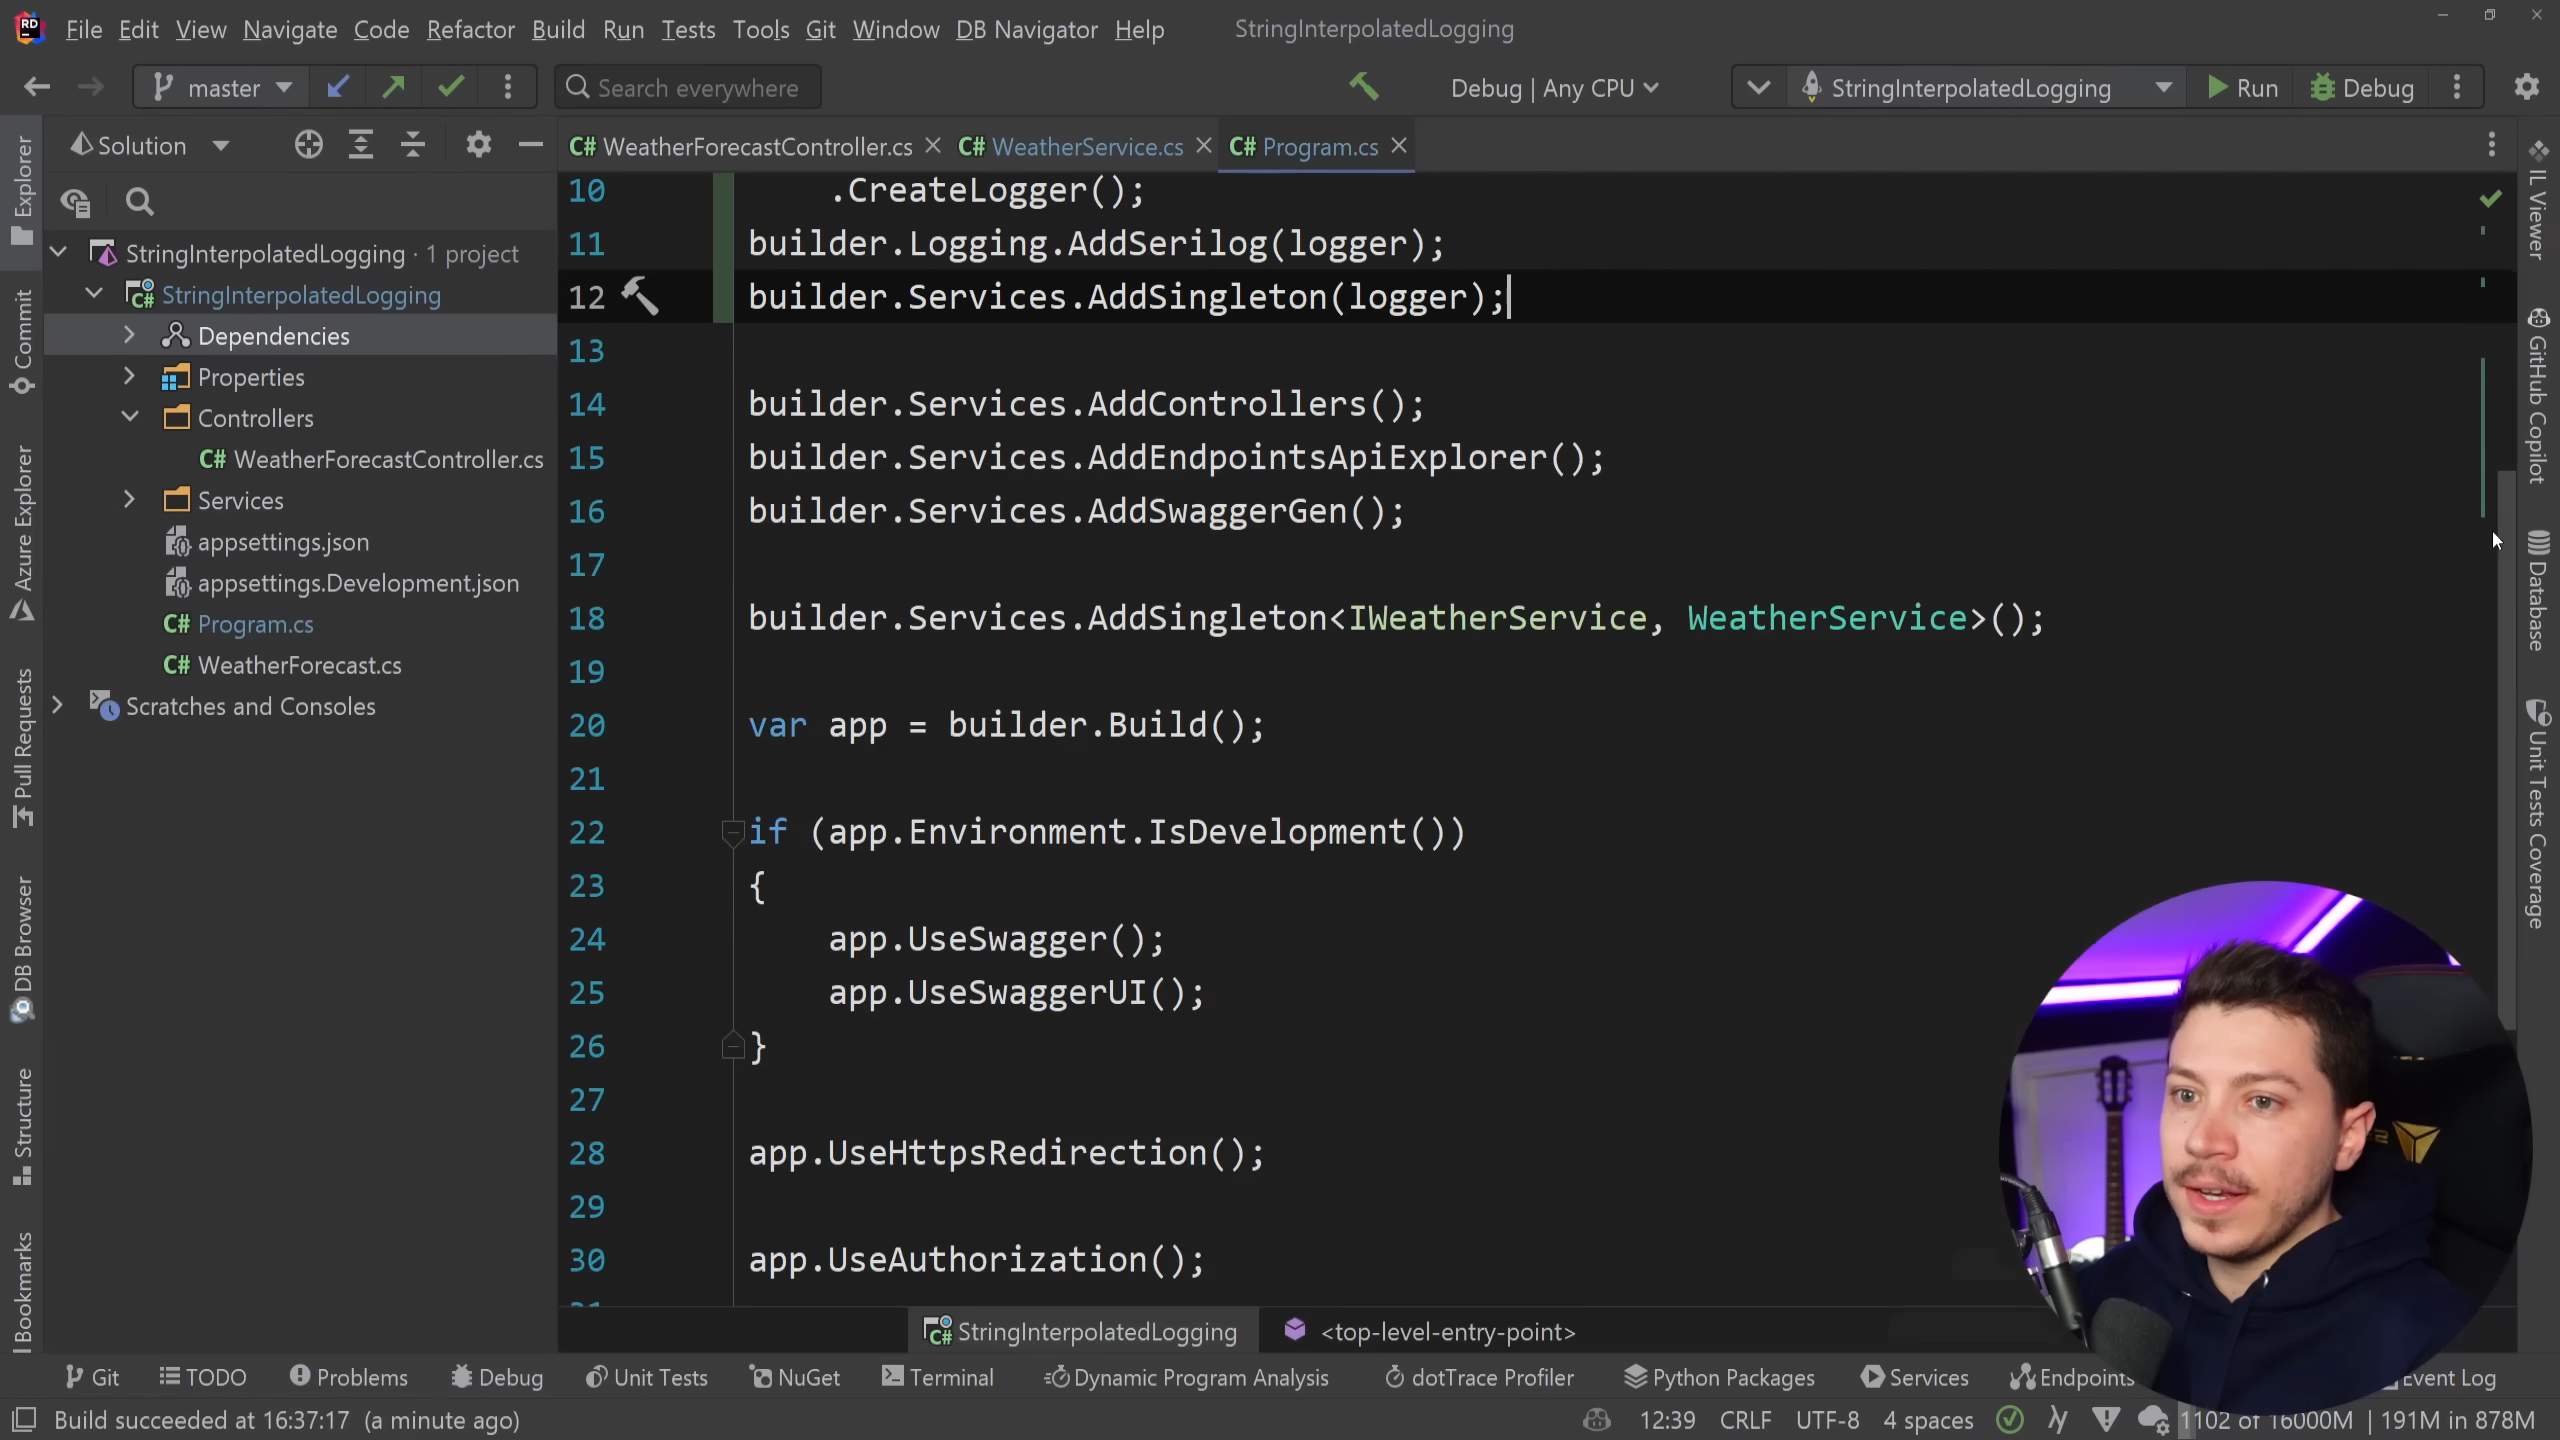 RD File Edit View Navigate Code Refactor Build Run Tests Tools Git Window DB Navigator Help StringInterpolatedLogging
master Search everywhere Debug | Any CPU StringInterpolatedLogging Run Debug
Solution
StringInterpolatedLogging · 1 project
C# StringInterpolatedLogging
Dependencies
Properties
Controllers
C# WeatherForecastController.cs
Services
appsettings.json
appsettings.Development.json
C# Program.cs
C# WeatherForecast.cs
Scratches and Consoles
Explorer
Commit
Azure Explorer
Pull Requests
DB Browser
Structure
Bookmarks
C# WeatherForecastController.cs C# WeatherService.cs C# Program.cs
10 .CreateLogger();
11 builder.Logging.AddSerilog(logger);
12 builder.Services.AddSingleton(logger);
13
14 builder.Services.AddControllers();
15 builder.Services.AddEndpointsApiExplorer();
16 builder.Services.AddSwaggerGen();
17
18 builder.Services.AddSingleton<IWeatherService, WeatherService>();
19
20 var app = builder.Build();
21
22 if (app.Environment.IsDevelopment())
23 {
24 app.UseSwagger();
25 app.UseSwaggerUI();
26 }
27
28 app.UseHttpsRedirection();
29
30 app.UseAuthorization();
IL Viewer
GitHub Copilot
Database
Unit Tests Coverage
C# StringInterpolatedLogging <top-level-entry-point>
Git TODO Problems Debug Unit Tests NuGet Terminal Dynamic Program Analysis dotTrace Profiler Python Packages Services Endpoints Event Log
Build succeeded at 16:37:17 (a minute ago) 12:39 CRLF UTF-8 4 spaces 1102 of 16000M 191M in 878M